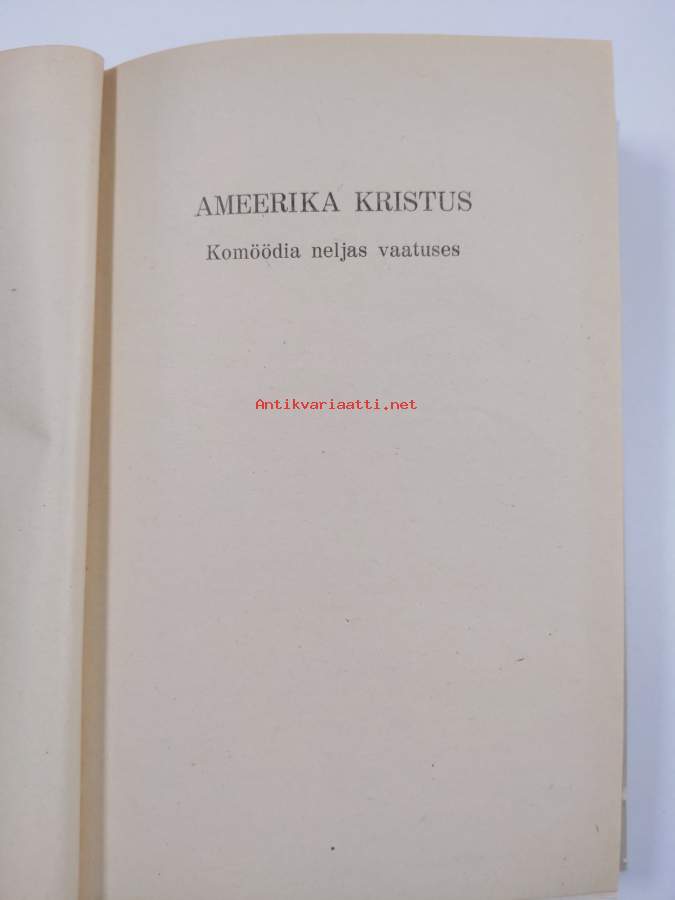 AMEERIKA KRISTUS
Komöödia neljas vaatuses
Antikvariaatti.net